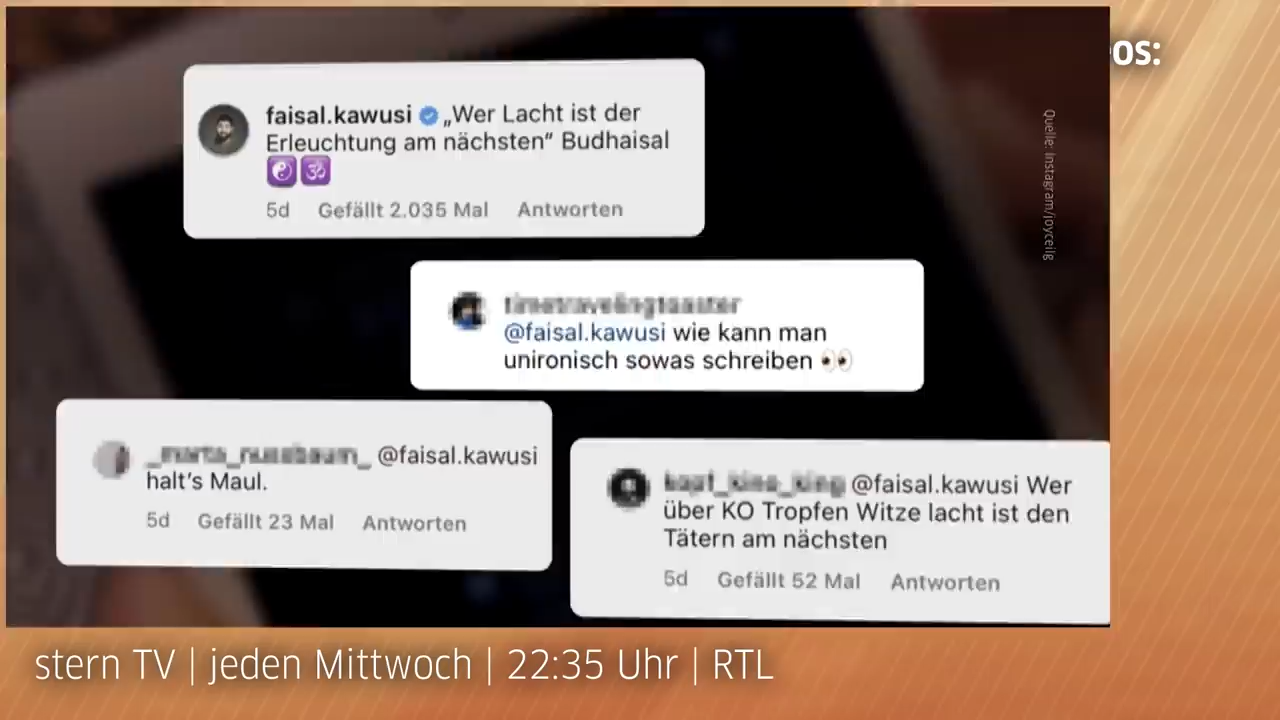 os:
Quelle: Instagram/joyceilg
faisal.kawusi „Wer Lacht ist der
Erleuchtung am nächsten“ Budhaisal
5d Gefällt 2.035 Mal Antworten
@faisal.kawusi wie kann man
unironisch sowas schreiben 👀
@faisal.kawusi
halt's Maul.
5d Gefällt 23 Mal Antworten
@faisal.kawusi Wer
über KO Tropfen Witze lacht ist den
Tätern am nächsten
5d Gefällt 52 Mal Antworten
stern TV | jeden Mittwoch | 22:35 Uhr | RTL